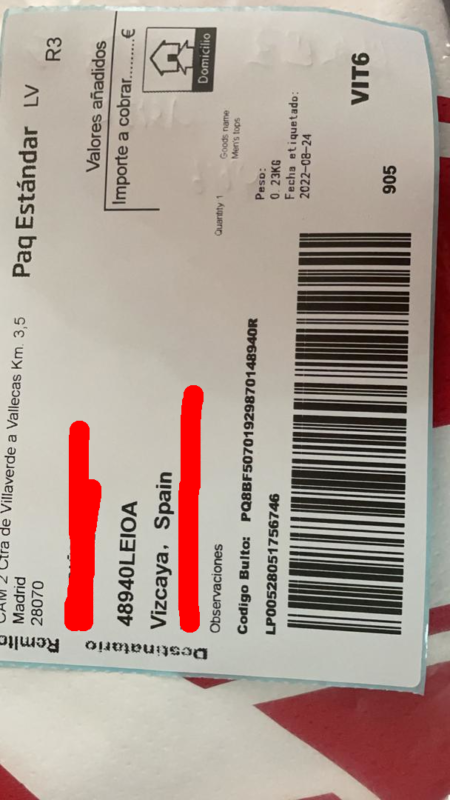 CAM 2 Ctra de Villaverde a Vallecas Km. 3,5
Madrid
28070
Remite
Paq Estándar LV R3
Valores añadidos
Importe a cobrar.........€
Domicilio
Destinatario
48940LEIOA
Vizcaya, Spain
Observaciones
Quantity 1 Goods name
Men's tops
Codigo Bulto: PQ8BF5070192987014894​0R
Peso:
0.23KG
Fecha etiquetado:
2022-08-24
LP00528051756746
VIT6
905